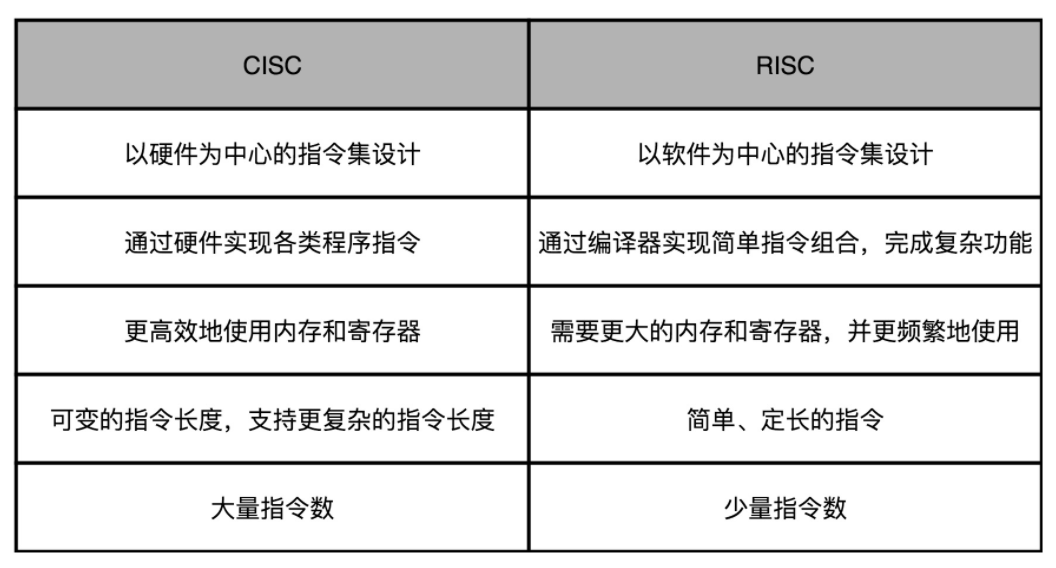 CISC
RISC
以硬件为中心的指令集设计
以软件为中心的指令集设计
通过硬件实现各类程序指令
通过编译器实现简单指令组合，完成复杂功能
更高效地使用内存和寄存器
需要更大的内存和寄存器，并更频繁地使用
可变的指令长度，支持更复杂的指令长度
简单、定长的指令
大量指令数
少量指令数